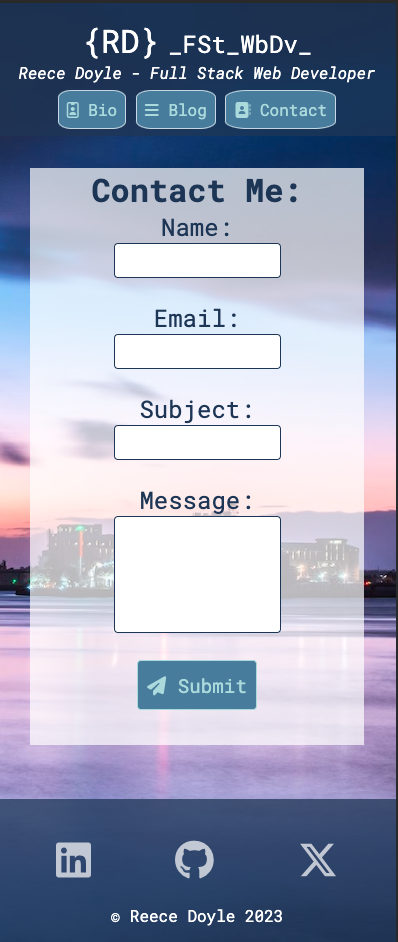 {RD} _FSt_WbDv_
Reece Doyle - Full Stack Web Developer
Bio Blog Contact
Contact Me:
Name:
Email:
Subject:
Message:
Submit
in X
© Reece Doyle 2023